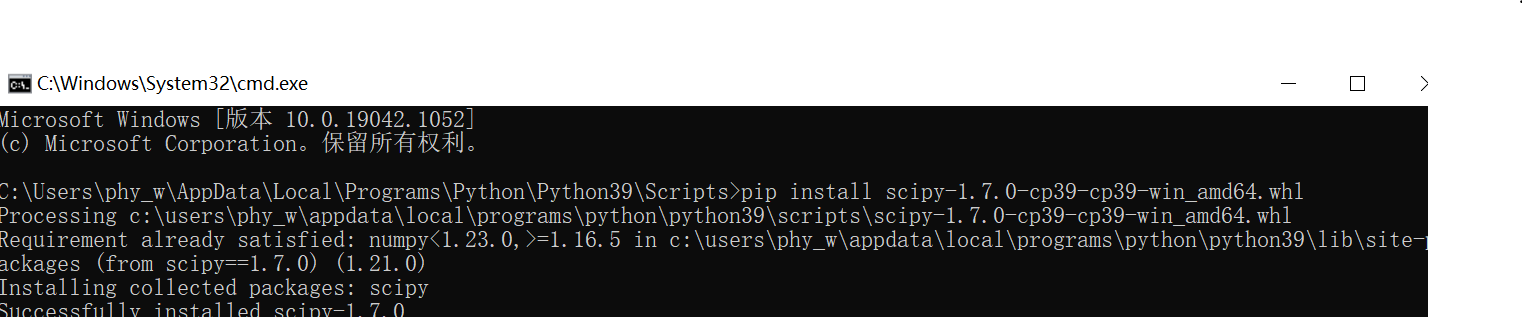 C:\Windows\System32\cmd.exe
Microsoft Windows [版本 10.0.19042.1052]
(c) Microsoft Corporation。保留所有权利。
C:\Users\phy_w\AppData\Local\Programs\Python\Python39\Scripts>pip install scipy-1.7.0-cp39-cp39-win_amd64.whl
Processing c:\users\phy_w\appdata\local\programs\python\python39\scripts\scipy-1.7.0-cp39-cp39-win_amd64.whl
Requirement already satisfied: numpy<1.23.0,>=1.16.5 in c:\users\phy_w\appdata\local\programs\python\python39\lib\site-p
ackages (from scipy==1.7.0) (1.21.0)
Installing collected packages: scipy
Successfully installed scipy-1.7.0